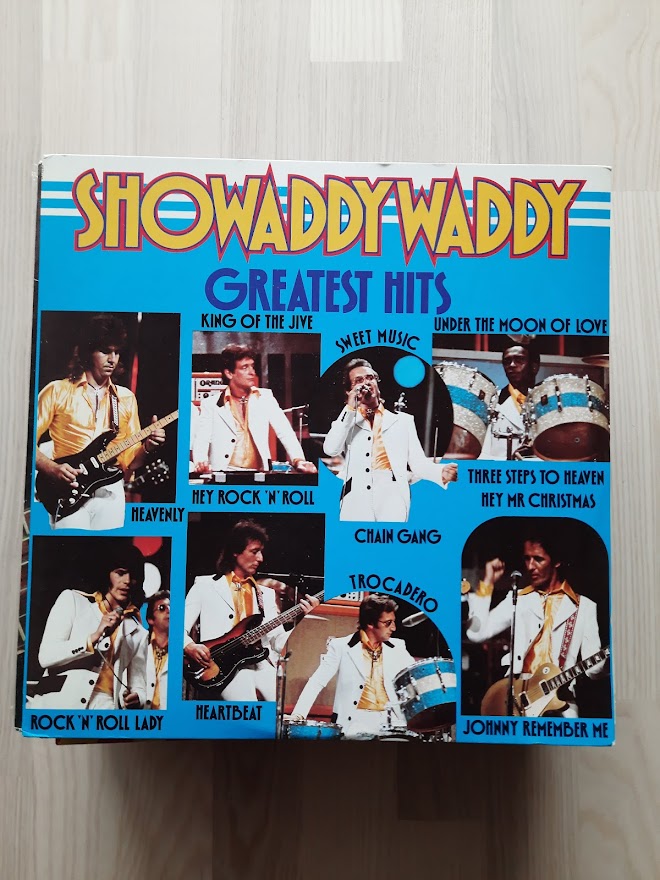 SHOWADDYWADDY
GREATEST HITS
KING OF THE JIVE
SWEET MUSIC
UNDER THE MOON OF LOVE
HEY ROCK 'N' ROLL
THREE STEPS TO HEAVEN
HEY MR CHRISTMAS
HEAVENLY
CHAIN GANG
TROCADERO
ROCK 'N' ROLL LADY
HEARTBEAT
JOHNNY REMEMBER ME